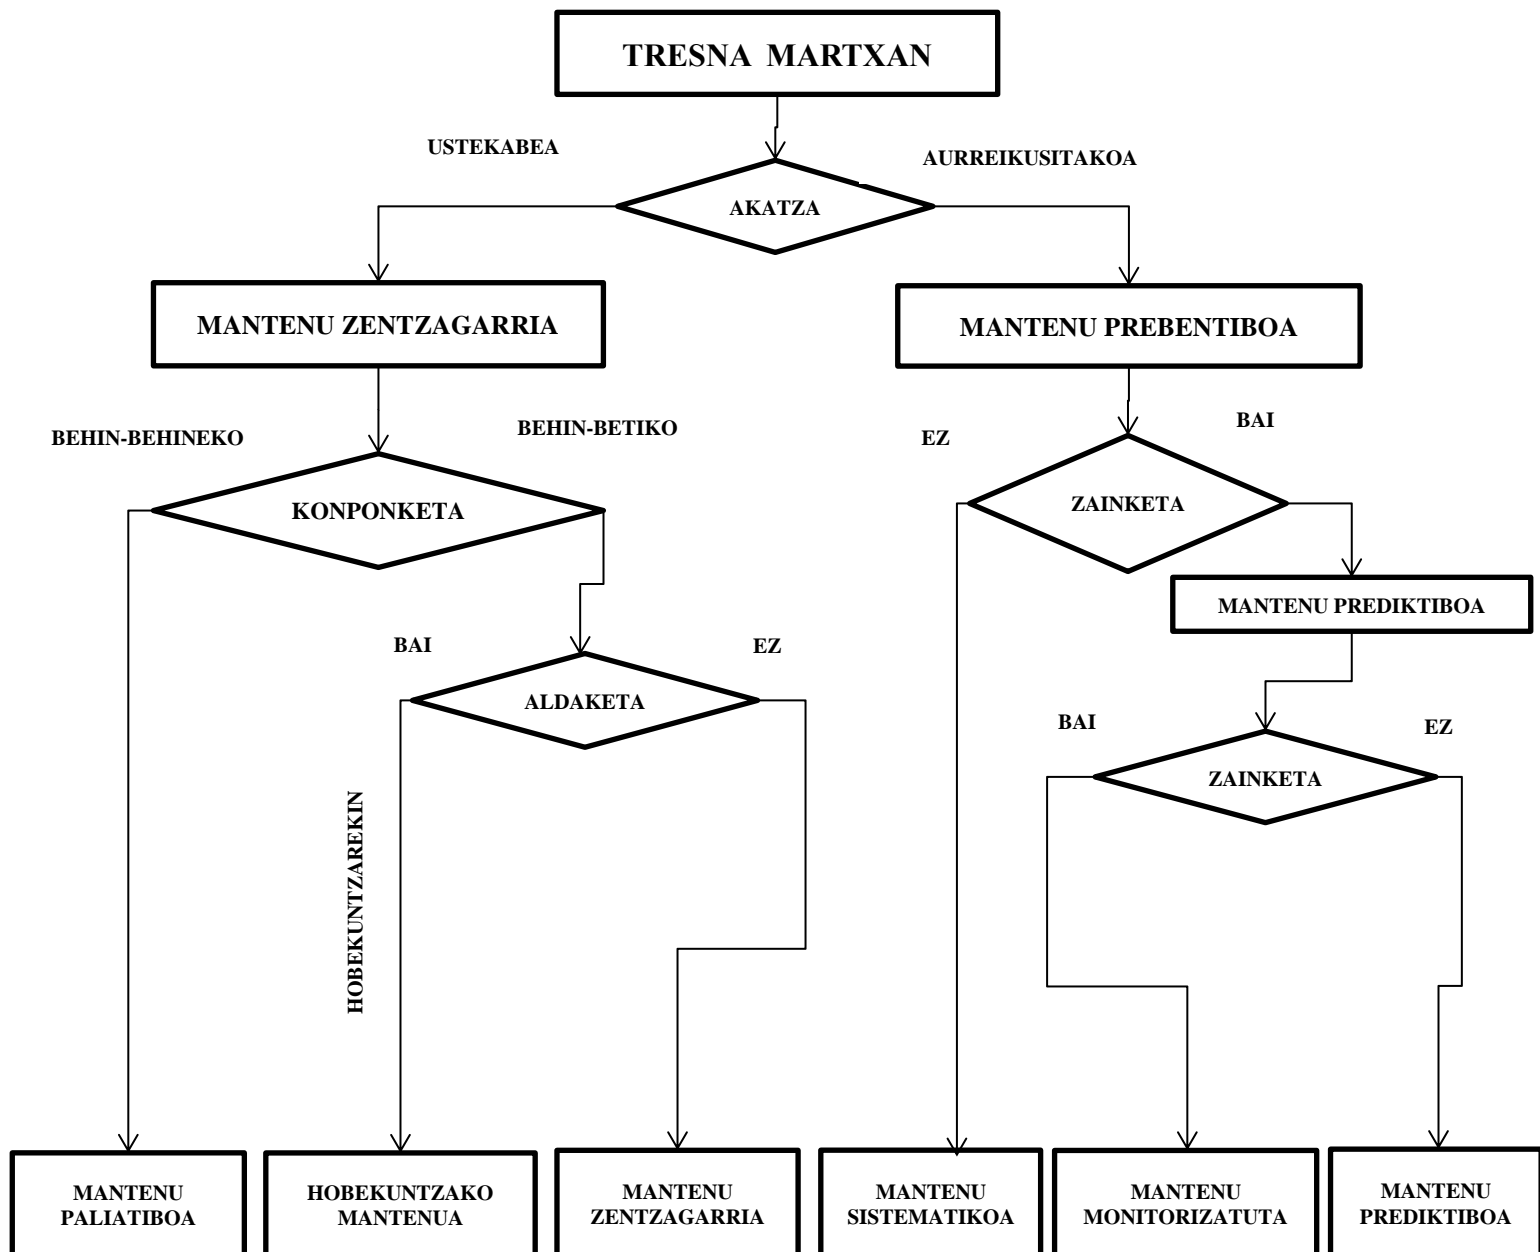 TRESNA MARTXAN
USTEKABEA
AURREIKUSITAKOA
AKATZA
MANTENU ZENTZAGARRIA
MANTENU PREBENTIBOA
BEHIN-BEHINEKO
BEHIN-BETIKO
EZ
BAI
KONPONKETA
ZAINKETA
MANTENU PREDIKTIBOA
BAI
EZ
ALDAKETA
BAI
EZ
ZAINKETA
HOBEKUNTZAREKIN
MANTENU
PALIATIBOA
HOBEKUNTZAKO
MANTENUA
MANTENU
ZENTZAGARRIA
MANTENU
SISTEMATIKOA
MANTENU
MONITORIZATUTA
MANTENU
PREDIKTIBOA